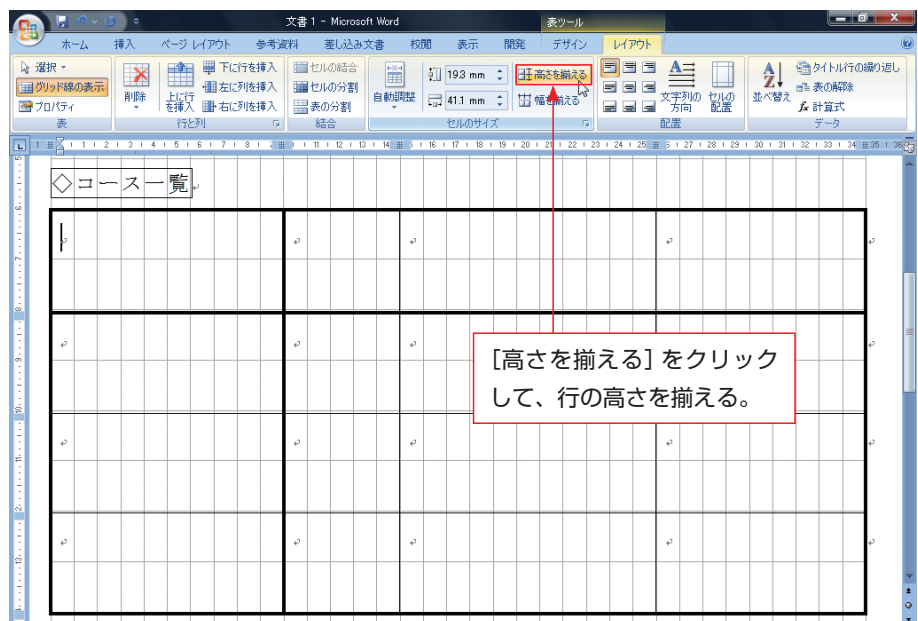 文書 1 - Microsoft Word
表ツール
ホーム 挿入 ページ レイアウト 参考資料 差し込み文書 校閲 表示 開発 デザイン レイアウト
選択
グリッド線の表示
プロパティ
表
削除
上に行
を挿入
下に行を挿入
左に列を挿入
右に列を挿入
行と列
セルの結合
セルの分割
表の分割
結合
自動調整
193 mm
41.1 mm
高さを揃える
幅を揃える
セルのサイズ
文字列の
方向
セルの
配置
配置
並べ替え
タイトル行の繰り返し
表の解除
計算式
データ
◇コース一覧
[高さを揃える] をクリック
して、行の高さを揃える。